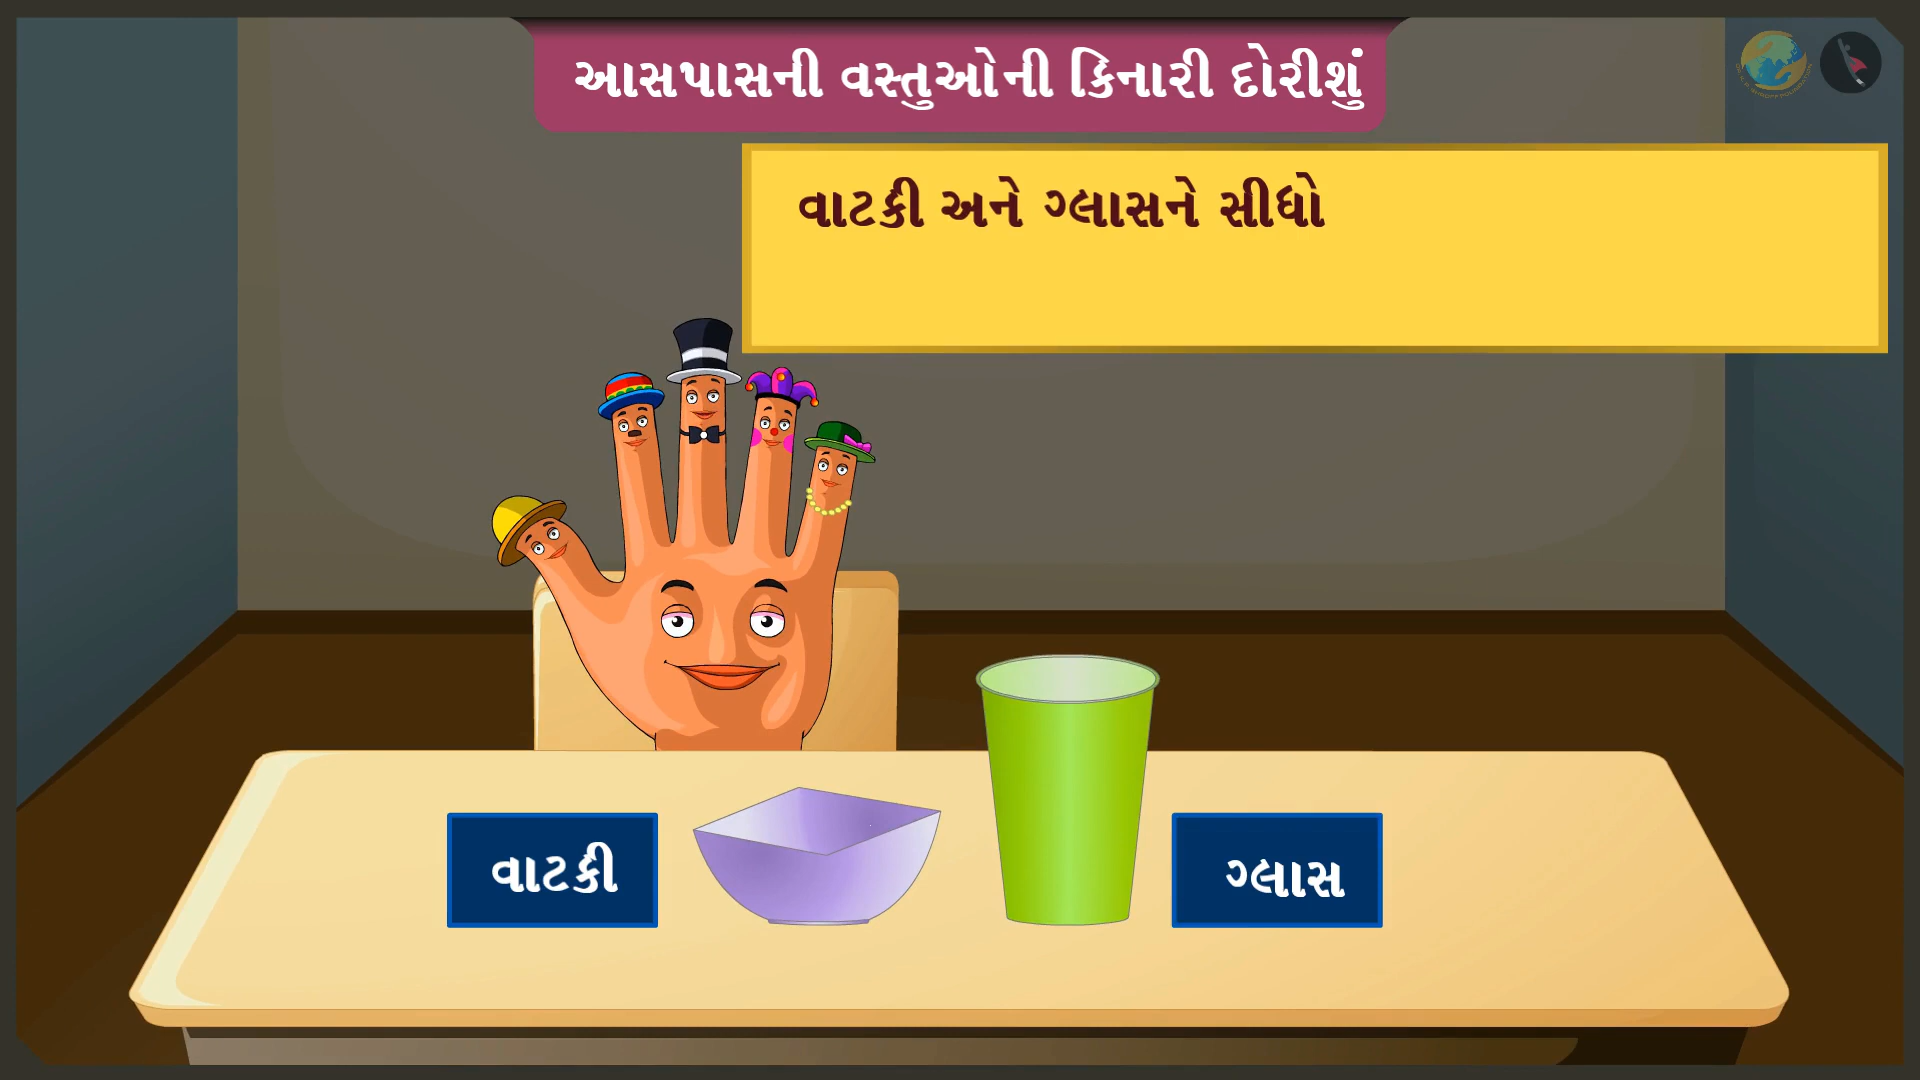 આસપાસની વસ્તુઓની કિનારી દોરીશું
વાટકી અને ગ્લાસને સીધો
વાટકી
ગ્લાસ